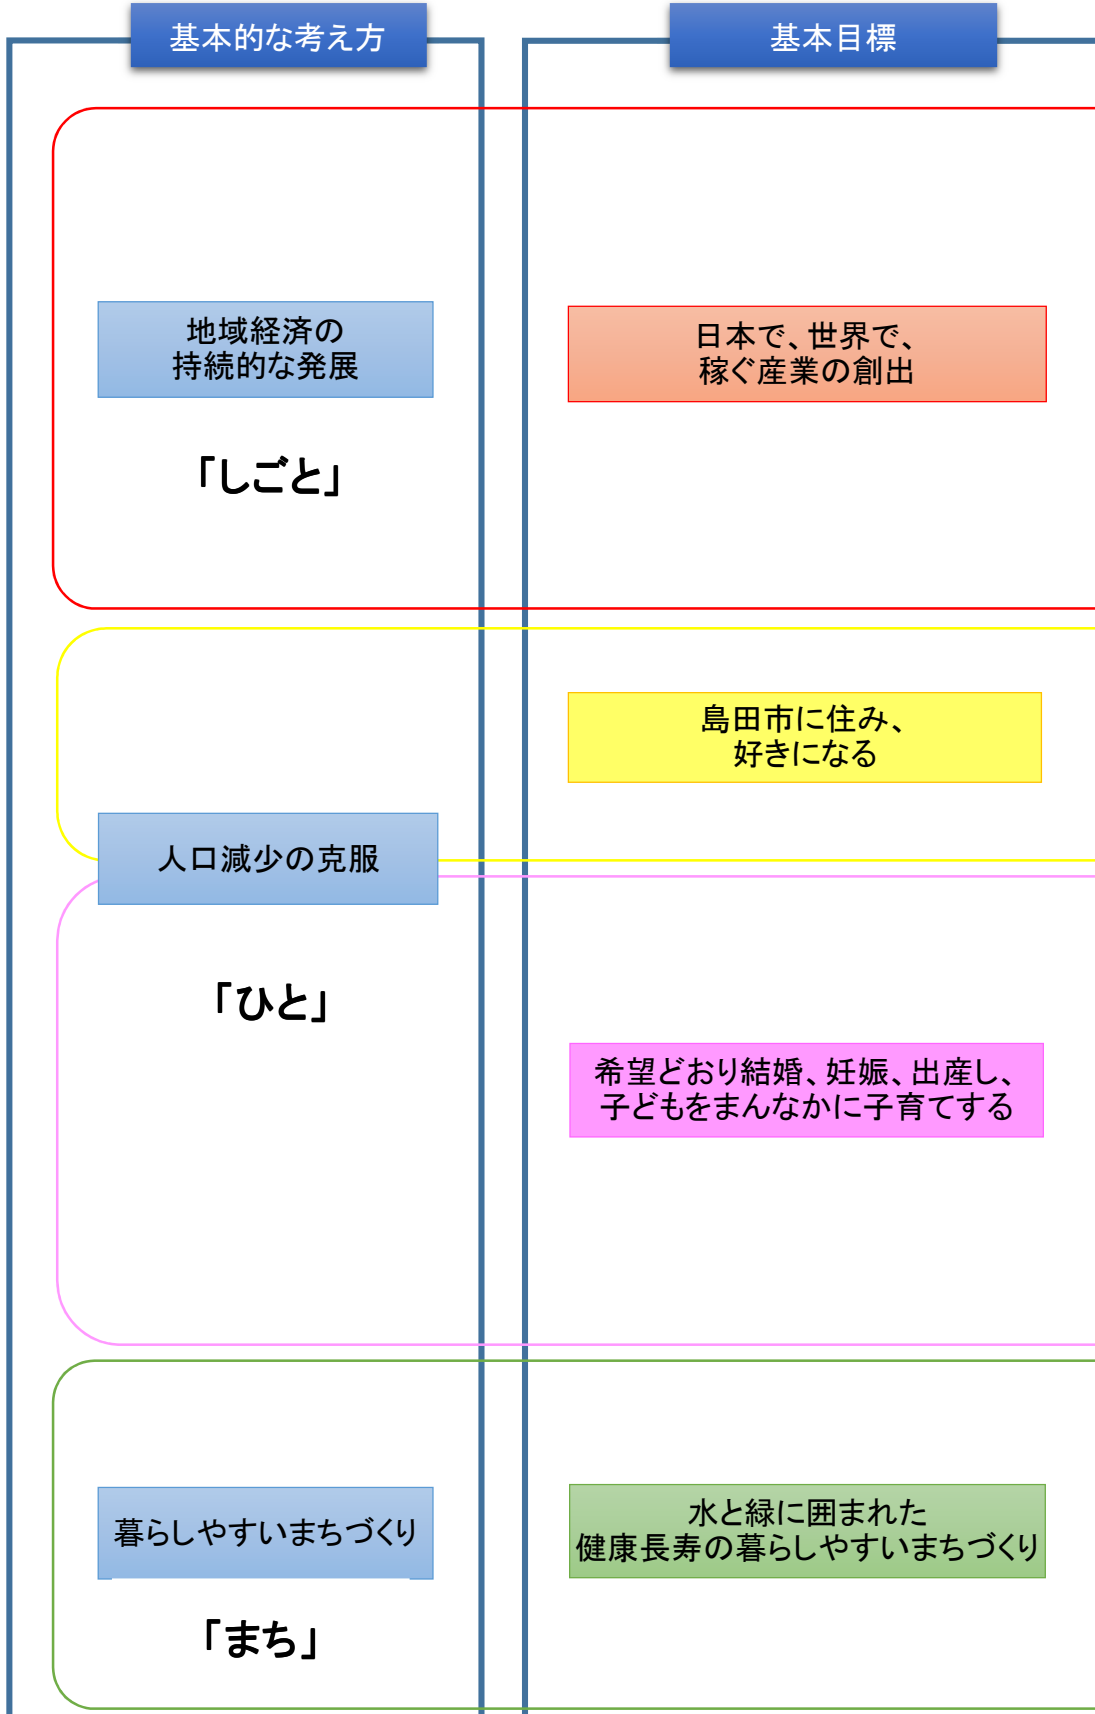 基本的な考え方
基本目標
地域経済の
持続的な発展
「しごと」
日本で、世界で、
稼ぐ産業の創出
島田市に住み、
好きになる
人口減少の克服
「ひと」
希望どおり結婚、妊娠、出産し、
子どもをまんなかに子育てする
暮らしやすいまちづくり
「まち」
水と緑に囲まれた
健康長寿の暮らしやすいまちづくり